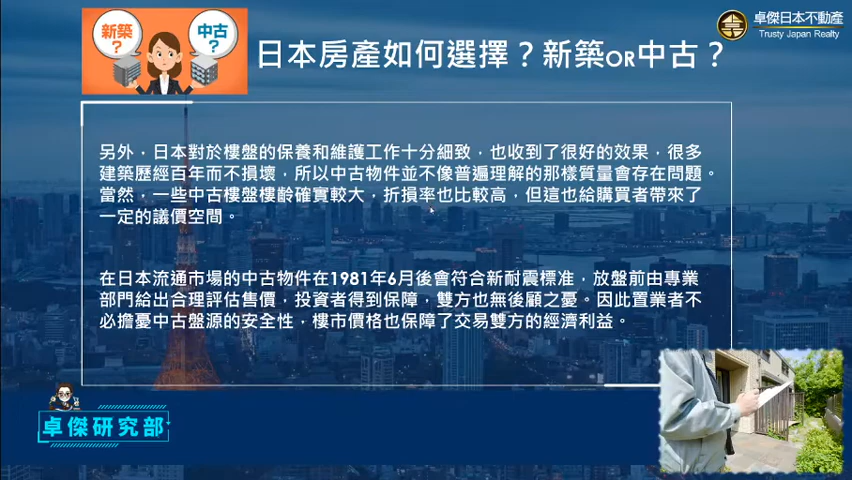 新築?
中古?
日本房產如何選擇？新築OR中古？
卓傑日本不動產
Trusty Japan Realty
另外，日本對於樓盤的保養和維護工作十分細致，也收到了很好的效果，很多
建築歷經百年而不損壞，所以中古物件並不像普遍理解的那樣質量會存在問題。
當然，一些中古樓盤樓齡確實較大，折損率也比較高，但這也給購買者帶來了
一定的議價空間。
在日本流通市場的中古物件在1981年6月後會符合新耐震標准，放盤前由專業
部門給出合理評估售價，投資者得到保障，雙方也無後顧之憂。因此置業者不
必擔憂中古盤源的安全性，樓市價格也保障了交易雙方的經濟利益。
卓傑研究部